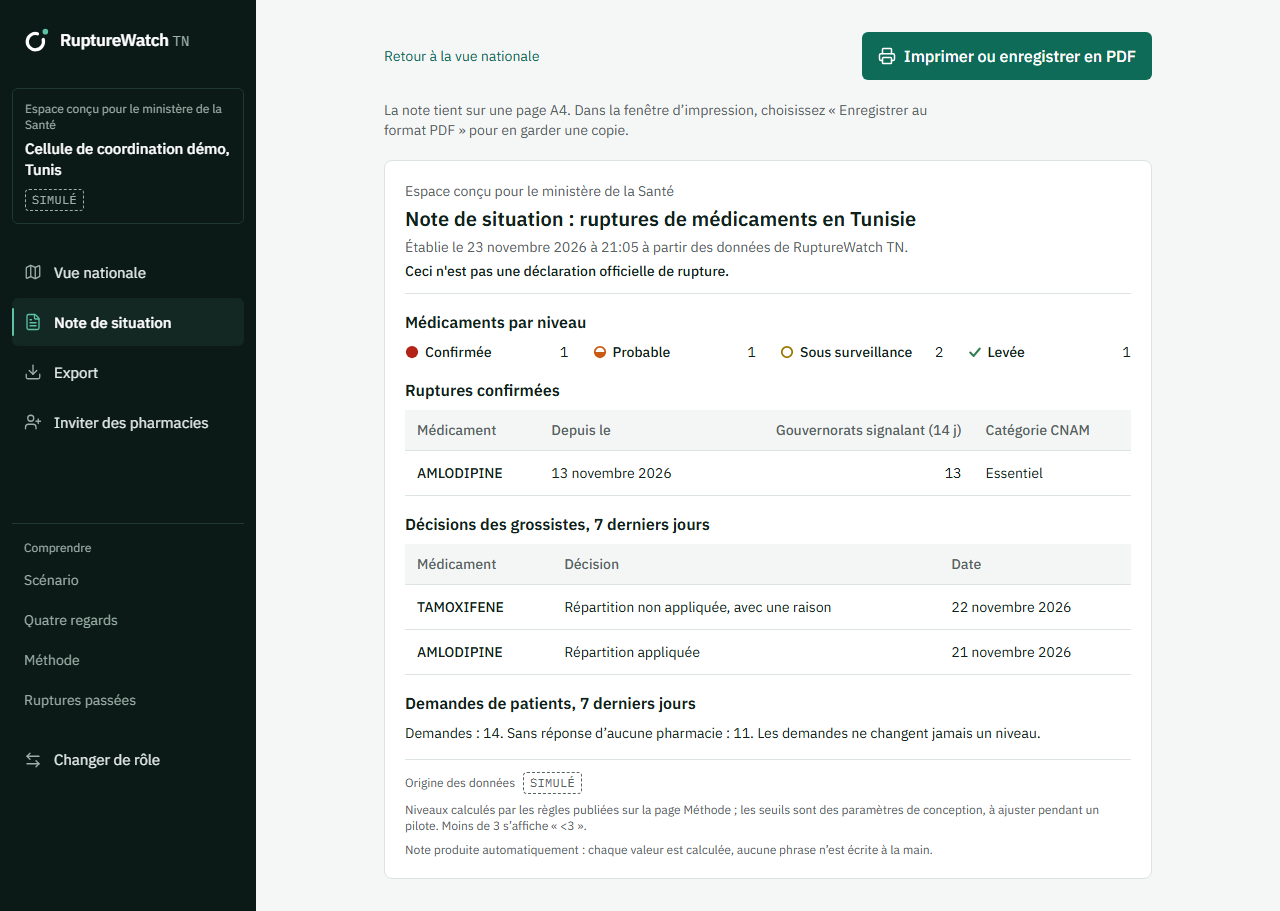 RuptureWatch TN
Espace conçu pour le ministère de la
Santé
Cellule de coordination démo,
Tunis
SIMULÉ
Vue nationale
Note de situation
Export
Inviter des pharmacies
Comprendre
Scénario
Quatre regards
Méthode
Ruptures passées
Changer de rôle
Retour à la vue nationale
Imprimer ou enregistrer en PDF
La note tient sur une page A4. Dans la fenêtre d’impression, choisissez « Enregistrer au
format PDF » pour en garder une copie.
Espace conçu pour le ministère de la Santé
Note de situation : ruptures de médicaments en Tunisie
Établie le 23 novembre 2026 à 21:05 à partir des données de RuptureWatch TN.
Ceci n'est pas une déclaration officielle de rupture.
Médicaments par niveau
Confirmée 1 Probable 1 Sous surveillance 2 Levée 1
Ruptures confirmées
Médicament Depuis le Gouvernorats signalant (14 j) Catégorie CNAM
AMLODIPINE 13 novembre 2026 13 Essentiel
Décisions des grossistes, 7 derniers jours
Médicament Décision Date
TAMOXIFENE Répartition non appliquée, avec une raison 22 novembre 2026
AMLODIPINE Répartition appliquée 21 novembre 2026
Demandes de patients, 7 derniers jours
Demandes : 14. Sans réponse d’aucune pharmacie : 11. Les demandes ne changent jamais un niveau.
Origine des données SIMULÉ
Niveaux calculés par les règles publiées sur la page Méthode ; les seuils sont des paramètres de conception, à ajuster pendant un
pilote. Moins de 3 s’affiche « <3 ».
Note produite automatiquement : chaque valeur est calculée, aucune phrase n’est écrite à la main.